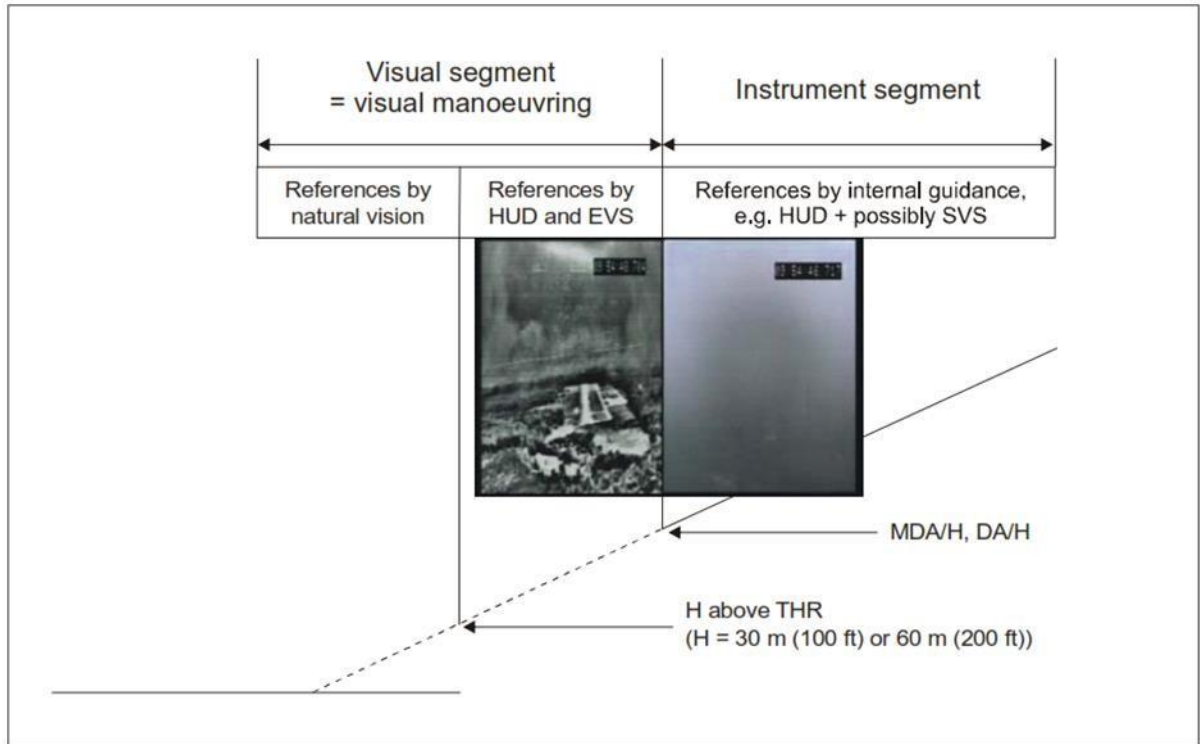 Visual segment
= visual manoeuvring
Instrument segment
References by
natural vision
References by
HUD and EVS
References by internal guidance,
e.g. HUD + possibly SVS
MDA/H, DA/H
H above THR
(H = 30 m (100 ft) or 60 m (200 ft))